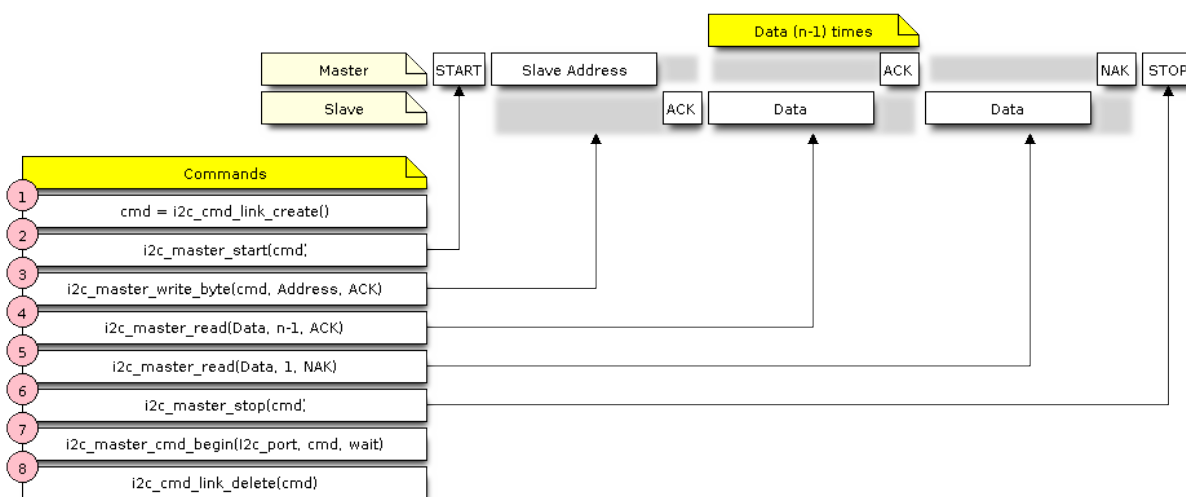 Data (n-1) times
Master START Slave Address ACK NAK STOP
Slave ACK Data Data
Commands
1
cmd = i2c_cmd_link_create()
2
i2c_master_start(cmd;
3
i2c_master_write_byte(cmd, Address, ACK)
4
i2c_master_read(Data, n-1, ACK)
5
i2c_master_read(Data, 1, NAK)
6
i2c_master_stop(cmd;
7
i2c_master_cmd_begin(I2c_port, cmd, wait)
8
i2c_cmd_link_delete(cmd)